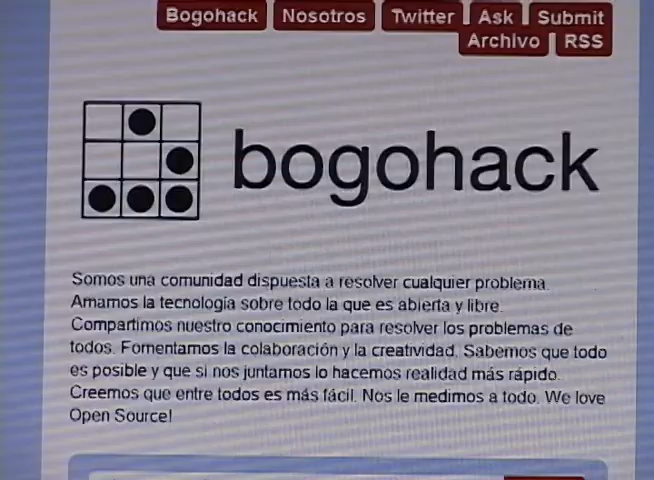 Bogohack Nosotros Twitter Ask Submit
Archivo RSS
bogohack
Somos una comunidad dispuesta a resolver cualquier problema.
Amamos la tecnología sobre todo la que es abierta y libre.
Compartimos nuestro conocimiento para resolver los problemas de
todos. Fomentamos la colaboración y la creatividad. Sabemos que todo
es posible y que si nos juntamos lo hacemos realidad más rápido.
Creemos que entre todos es más fácil. Nos le medimos a todo. We love
Open Source!